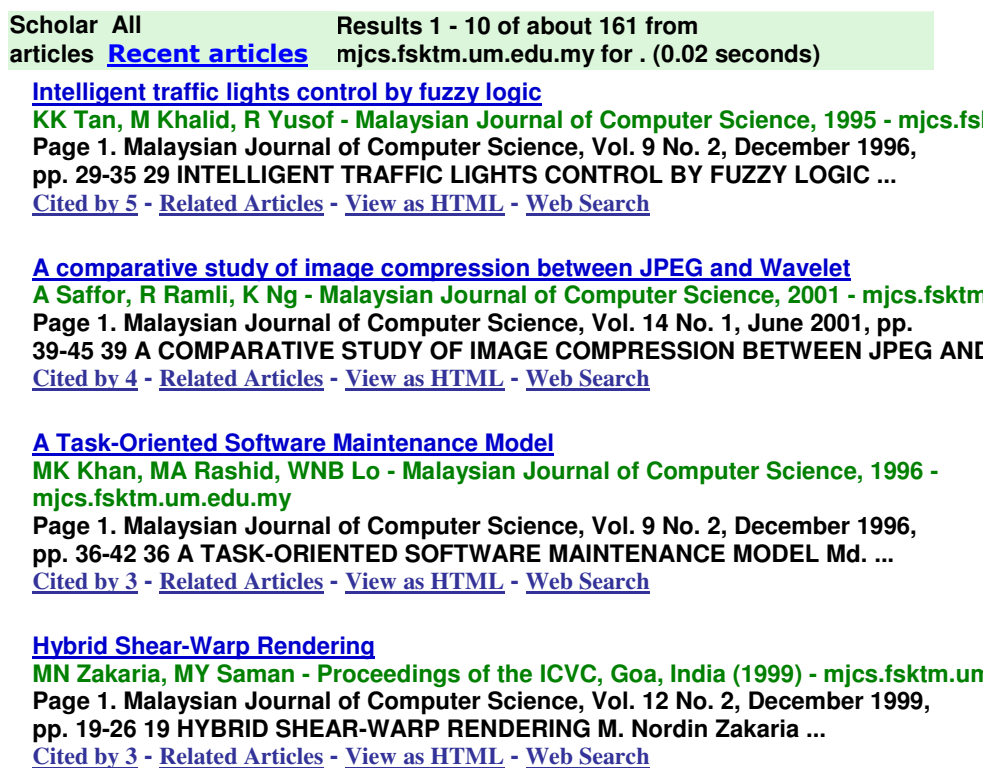 Scholar All Results 1 - 10 of about 161 from
articles Recent articles mjcs.fsktm.um.edu.my for . (0.02 seconds)
Intelligent traffic lights control by fuzzy logic
KK Tan, M Khalid, R Yusof - Malaysian Journal of Computer Science, 1995 - mjcs.fsk
Page 1. Malaysian Journal of Computer Science, Vol. 9 No. 2, December 1996,
pp. 29-35 29 INTELLIGENT TRAFFIC LIGHTS CONTROL BY FUZZY LOGIC ...
Cited by 5 - Related Articles - View as HTML - Web Search
A comparative study of image compression between JPEG and Wavelet
A Saffor, R Ramli, K Ng - Malaysian Journal of Computer Science, 2001 - mjcs.fsktm
Page 1. Malaysian Journal of Computer Science, Vol. 14 No. 1, June 2001, pp.
39-45 39 A COMPARATIVE STUDY OF IMAGE COMPRESSION BETWEEN JPEG AND
Cited by 4 - Related Articles - View as HTML - Web Search
A Task-Oriented Software Maintenance Model
MK Khan, MA Rashid, WNB Lo - Malaysian Journal of Computer Science, 1996 -
mjcs.fsktm.um.edu.my
Page 1. Malaysian Journal of Computer Science, Vol. 9 No. 2, December 1996,
pp. 36-42 36 A TASK-ORIENTED SOFTWARE MAINTENANCE MODEL Md. ...
Cited by 3 - Related Articles - View as HTML - Web Search
Hybrid Shear-Warp Rendering
MN Zakaria, MY Saman - Proceedings of the ICVC, Goa, India (1999) - mjcs.fsktm.um
Page 1. Malaysian Journal of Computer Science, Vol. 12 No. 2, December 1999,
pp. 19-26 19 HYBRID SHEAR-WARP RENDERING M. Nordin Zakaria ...
Cited by 3 - Related Articles - View as HTML - Web Search